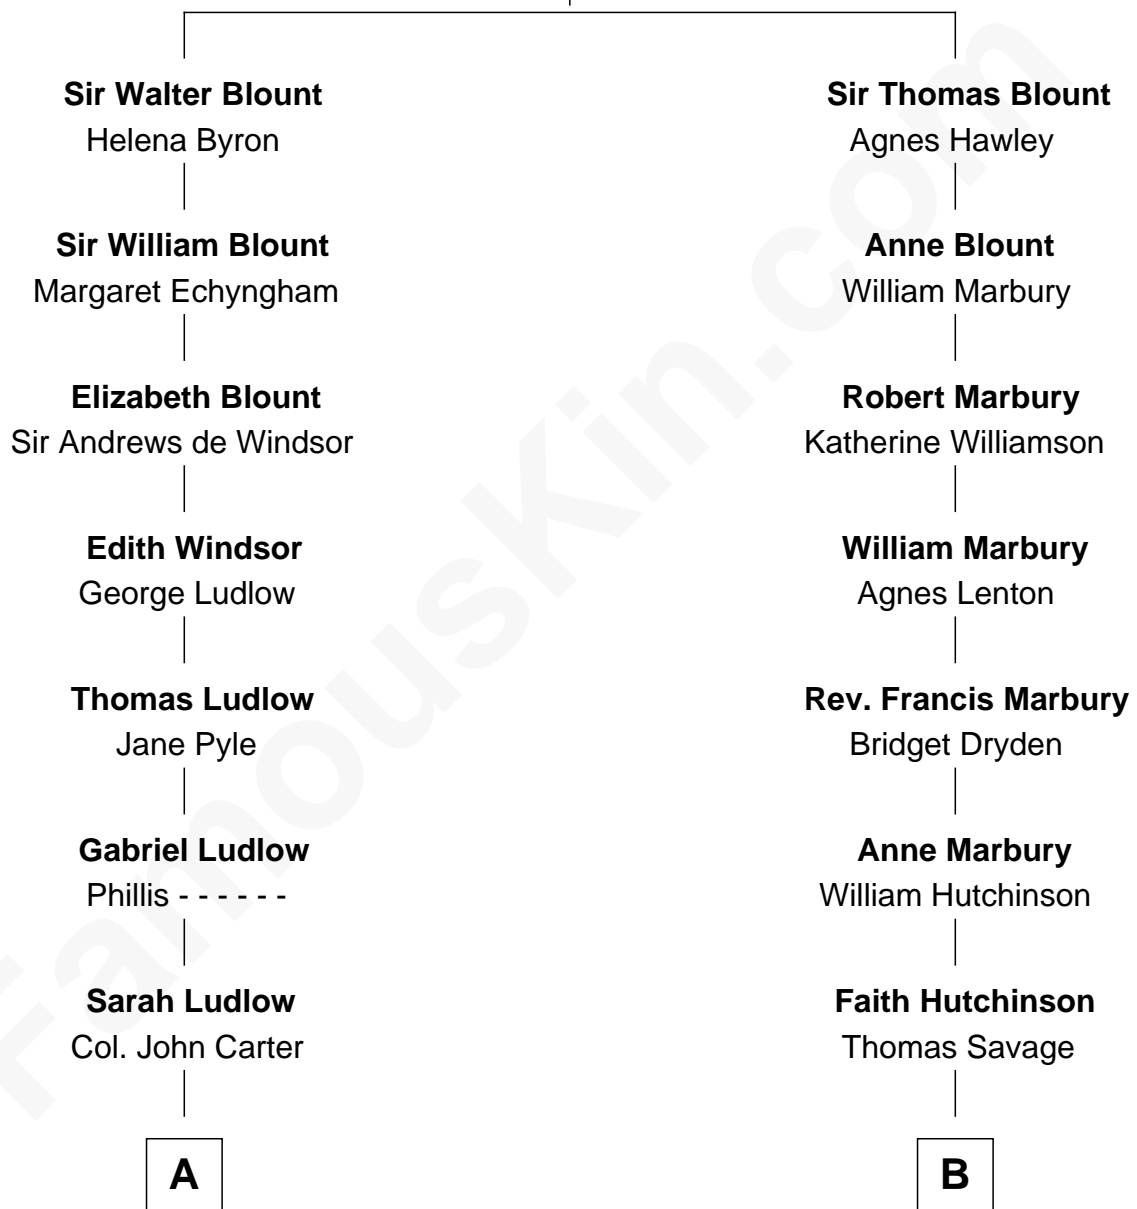 Sir Walter Blount
Helena Byron
Sir William Blount
Margaret Echyngham
Elizabeth Blount
Sir Andrews de Windsor
Edith Windsor
George Ludlow
Thomas Ludlow
Jane Pyle
Gabriel Ludlow
Phillis - - - - - -
Sarah Ludlow
Col. John Carter
A
Sir Thomas Blount
Agnes Hawley
Anne Blount
William Marbury
Robert Marbury
Katherine Williamson
William Marbury
Agnes Lenton
Rev. Francis Marbury
Bridget Dryden
Anne Marbury
William Hutchinson
Faith Hutchinson
Thomas Savage
B
FamousKin.com